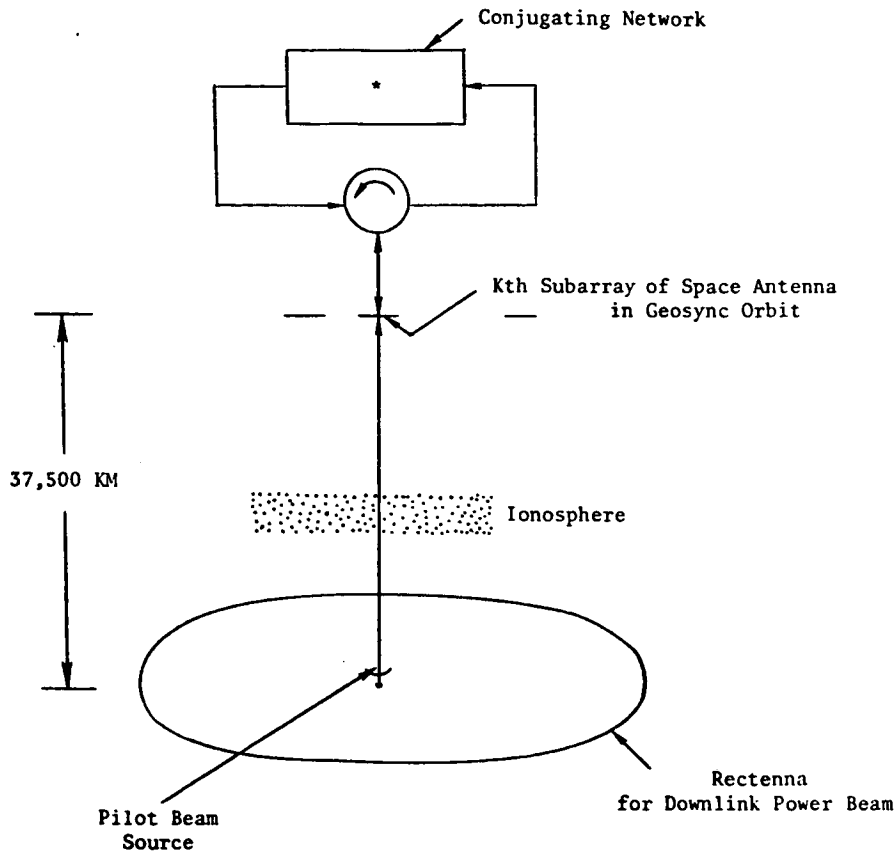 Conjugating Network
*
Kth Subarray of Space Antenna
in Geosync Orbit
37,500 KM
Ionosphere
Rectenna
for Downlink Power Beam
Pilot Beam
Source